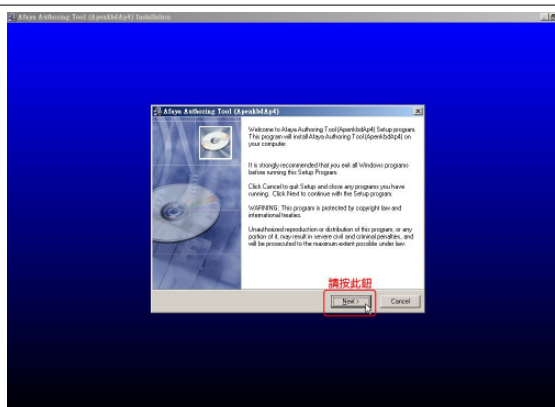 Afaya Authoring Tool (ApenkbdAp4) Installation
Afaya Authoring Tool (ApenkbdAp4)
Welcome to Afaya Authoring Tool(ApenkbdAp4) Setup program.
This program will install Afaya Authoring Tool(ApenkbdAp4) on
your computer.
It is strongly recommended that you exit all Windows programs
before running this Setup Program.
Click Cancel to quit Setup and close any programs you have
running. Click Next to continue with the Setup program.
WARNING: This program is protected by copyright law and
international treaties.
Unauthorized reproduction or distribution of this program, or any
portion of it, may result in severe civil and criminal penalties, and
will be prosecuted to the maximum extent possible under law.
請按此鈕
Next >
Cancel